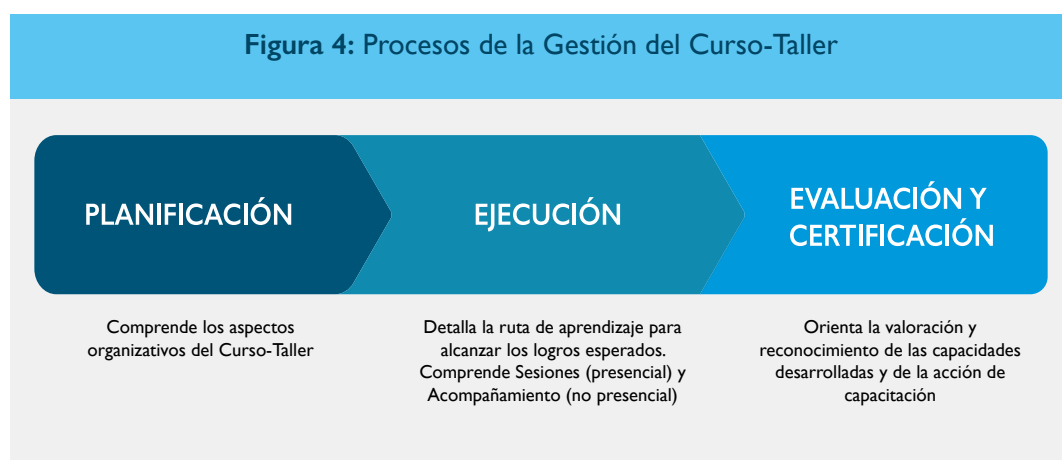 Figura 4: Procesos de la Gestión del Curso-Taller
PLANIFICACIÓN
EJECUCIÓN
EVALUACIÓN Y
CERTIFICACIÓN
Comprende los aspectos
organizativos del Curso-Taller
Detalla la ruta de aprendizaje para
alcanzar los logros esperados.
Comprende Sesiones (presencial) y
Acompañamiento (no presencial)
Orienta la valoración y
reconocimiento de las capacidades
desarrolladas y de la acción de
capacitación